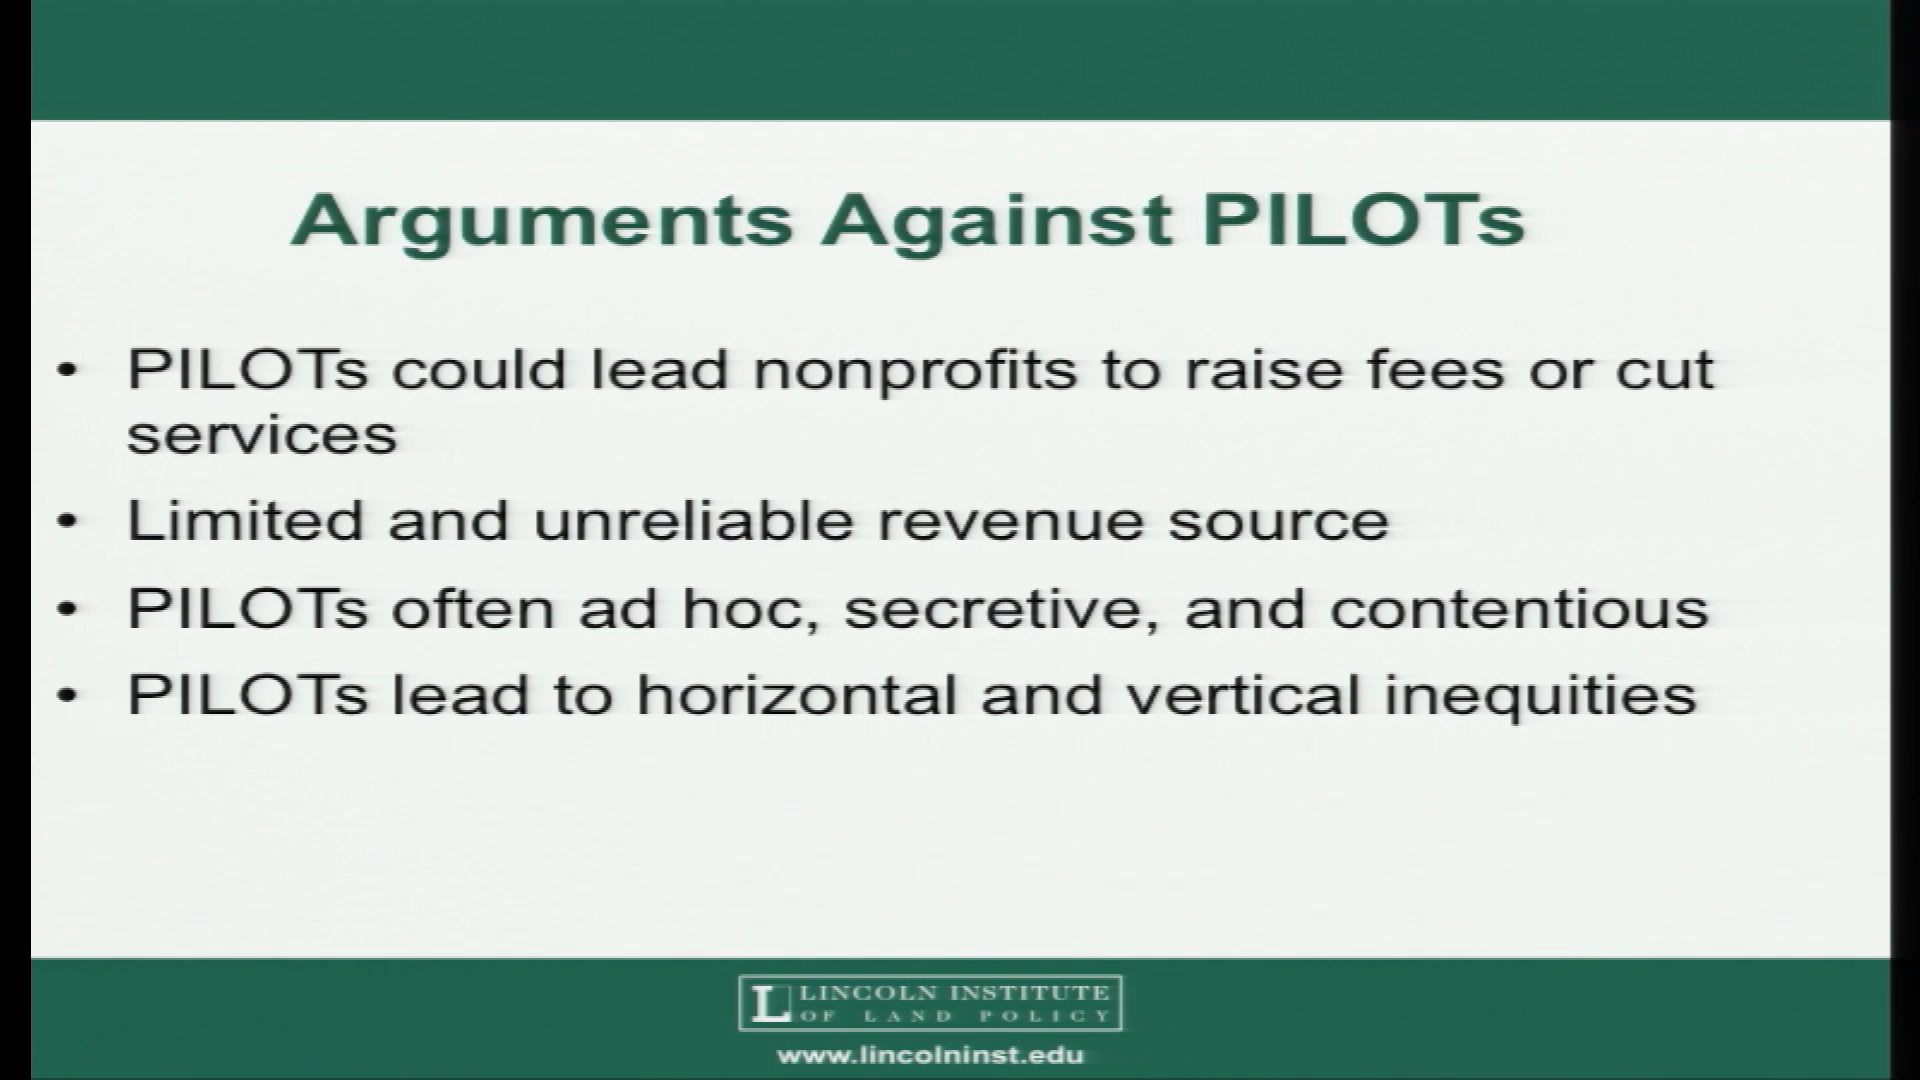 Arguments Against PILOTs
• PILOTs could lead nonprofits to raise fees or cut
services
• Limited and unreliable revenue source
• PILOTs often ad hoc, secretive, and contentious
• PILOTs lead to horizontal and vertical inequities
L LINCOLN INSTITUTE
OF LAND POLICY
www.lincolninst.edu